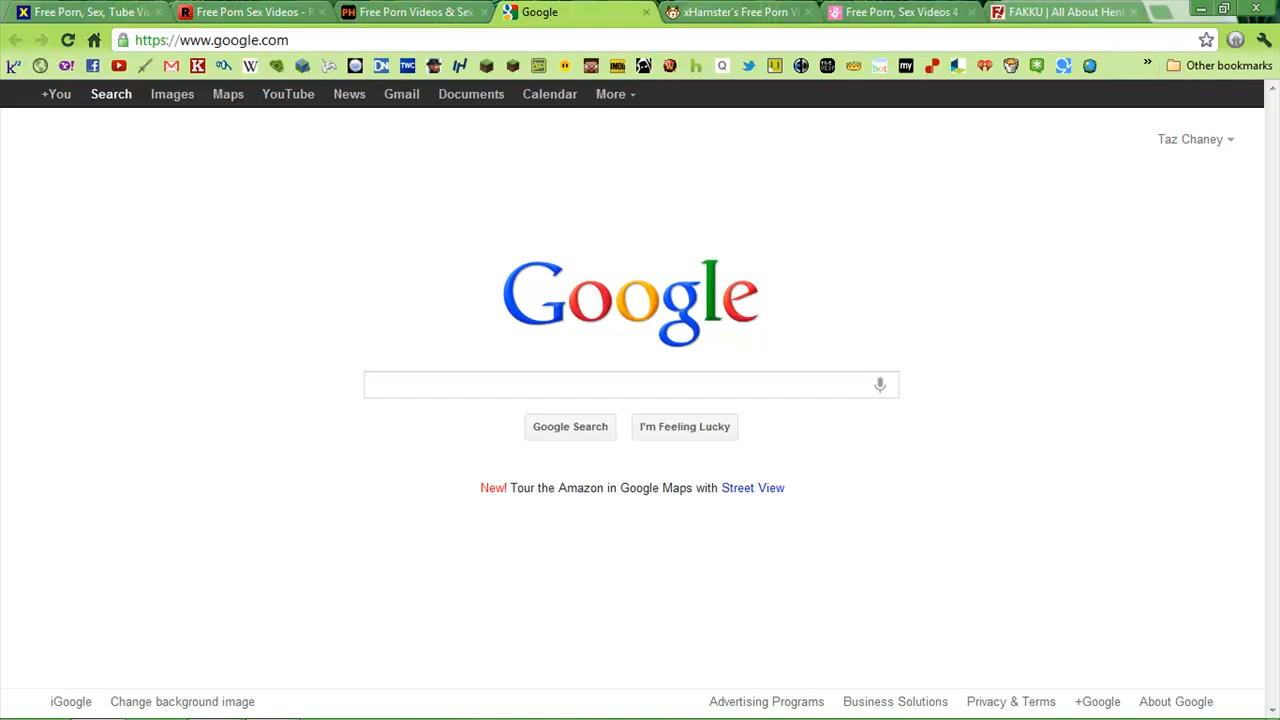 Free Porn, Sex, Tube Vi
Free Porn Sex Videos - R
Free Porn Videos & Se
Google
xHamster's Free Porn Vi
Free Porn, Sex Videos 4
FAKKU | All About Hent
https://www.google.com
Other bookmarks
+You Search Images Maps YouTube News Gmail Documents Calendar More
Taz Chaney
Google
Google Search
I'm Feeling Lucky
New! Tour the Amazon in Google Maps with Street View
iGoogle
Change background image
Advertising Programs
Business Solutions
Privacy & Terms
+Google
About Google